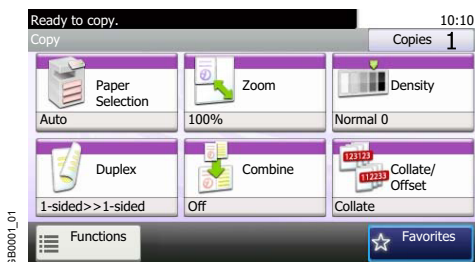 Ready to copy. 10:10
Copy Copies 1
Paper Selection
Auto
Zoom
100%
Density
Normal 0
Duplex
1-sided>>1-sided
Combine
Off
123123
112233
Collate/
Offset
Collate
Functions
Favorites